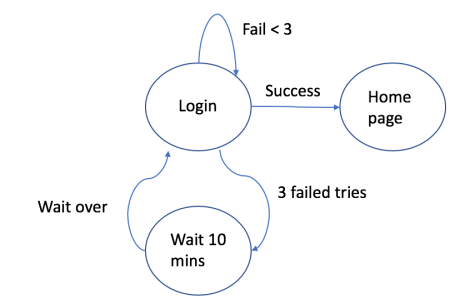 Fail < 3
Success
Login
Home
page
3 failed tries
Wait over
Wait 10
mins